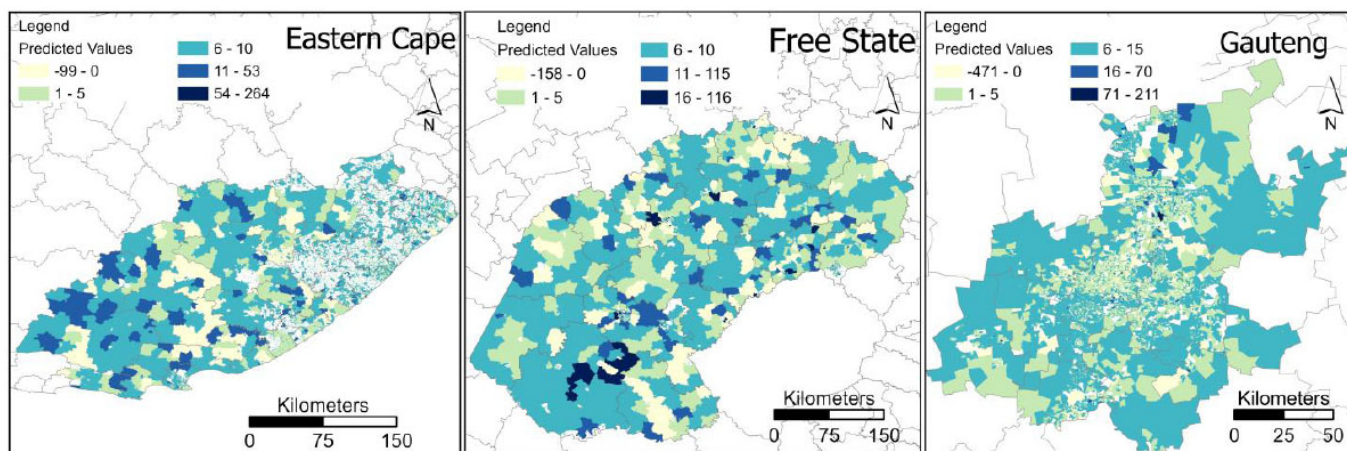 Legend
Predicted Values
-99 - 0
1 - 5
6 - 10
11 - 53
54 - 264
Eastern Cape
N
Kilometers
0 75 150
Legend
Predicted Values
-158 - 0
1 - 5
6 - 10
11 - 115
16 - 116
Free State
N
Kilometers
0 75 150
Legend
Predicted Values
-471 - 0
1 - 5
6 - 15
16 - 70
71 - 211
Gauteng
N
Kilometers
0 25 50